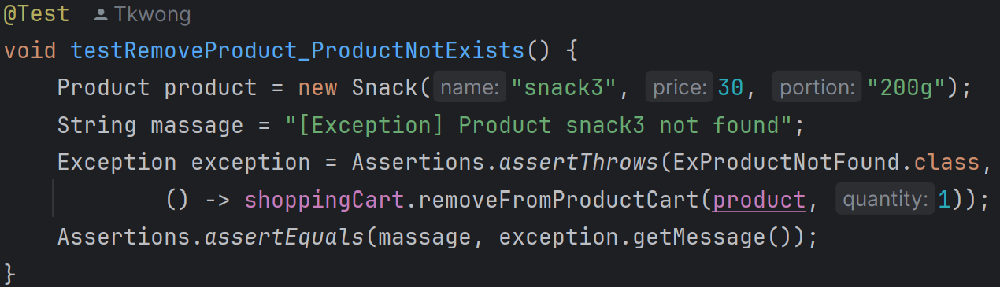 @Test Tkwong
void testRemoveProduct_ProductNotExists() {
Product product = new Snack( name: "snack3", price: 30, portion: "200g");
String massage = "[Exception] Product snack3 not found";
Exception exception = Assertions.assertThrows(ExProductNotFound.class,
() -> shoppingCart.removeFromProductCart(product, quantity: 1));
Assertions.assertEquals(massage, exception.getMessage());
}